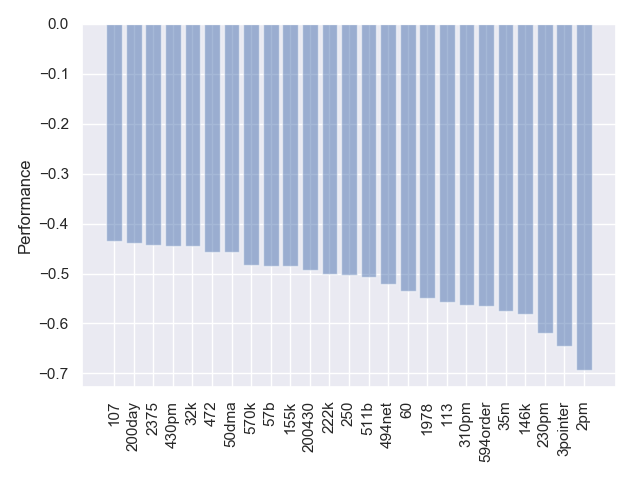 0.0
−0.1
−0.2
−0.3
−0.4
−0.5
−0.6
−0.7
Performance
107
200day
2375
430pm
32k
472
50dma
570k
57b
155k
200430
222k
250
511b
494net
60
1978
113
310pm
594order
35m
146k
230pm
3pointer
2pm